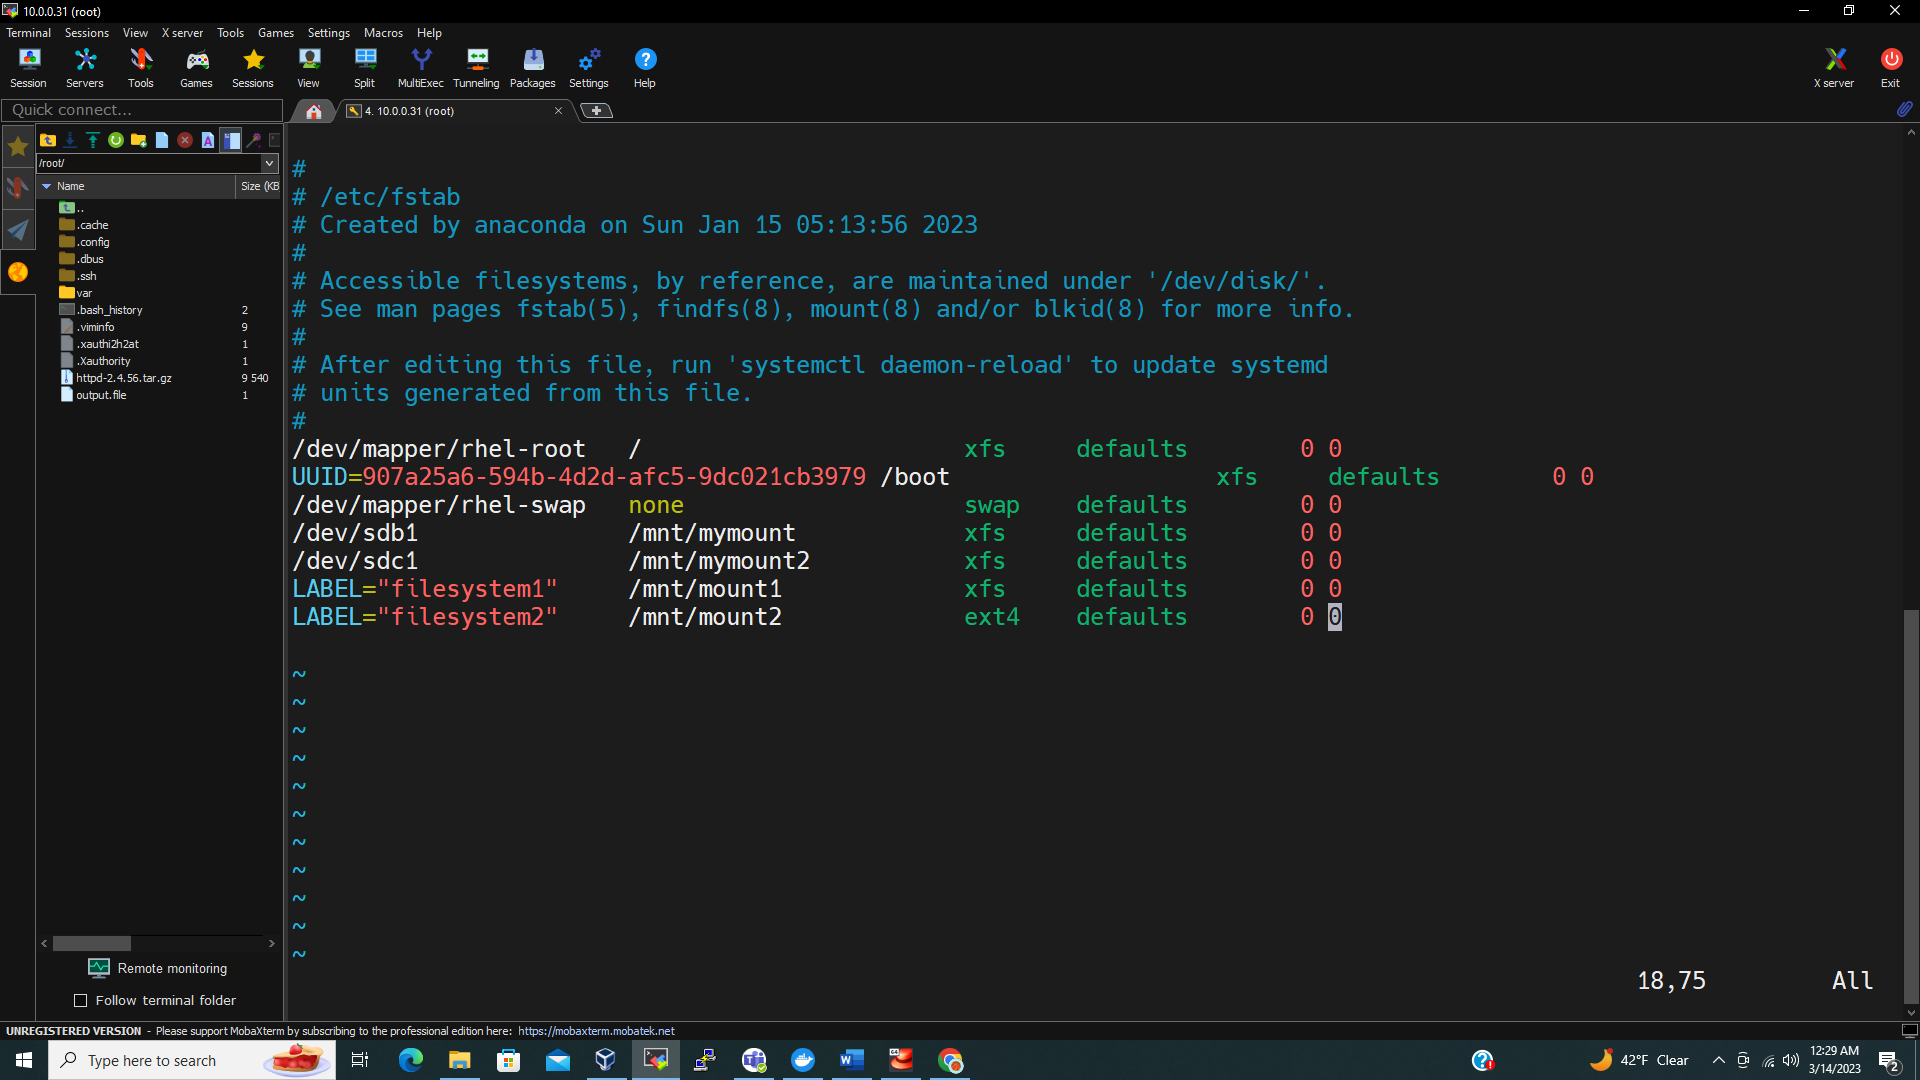 10.0.0.31 (root)
Terminal Sessions View X server Tools Games Settings Macros Help
Session Servers Tools Games Sessions View Split MultiExec Tunneling Packages Settings Help X server Exit
Quick connect...
4. 10.0.0.31 (root)
/root/
Name Size (KB
..
.cache
.config
.dbus
.ssh
var
.bash_history 2
.viminfo 9
.xauthi2h2at 1
.Xauthority 1
httpd-2.4.56.tar.gz 9 540
output.file 1
Remote monitoring
Follow terminal folder
#
# /etc/fstab
# Created by anaconda on Sun Jan 15 05:13:56 2023
#
# Accessible filesystems, by reference, are maintained under '/dev/disk/'.
# See man pages fstab(5), findfs(8), mount(8) and/or blkid(8) for more info.
#
# After editing this file, run 'systemctl daemon-reload' to update systemd
# units generated from this file.
#
/dev/mapper/rhel-root / xfs defaults 0 0
UUID=907a25a6-594b-4d2d-afc5-9dc021cb3979 /boot xfs defaults 0 0
/dev/mapper/rhel-swap none swap defaults 0 0
/dev/sdb1 /mnt/mymount xfs defaults 0 0
/dev/sdc1 /mnt/mymount2 xfs defaults 0 0
LABEL="filesystem1" /mnt/mount1 xfs defaults 0 0
LABEL="filesystem2" /mnt/mount2 ext4 defaults 0 0
~
~
~
~
~
~
~
~
~
~
~
18,75 All
UNREGISTERED VERSION - Please support MobaXterm by subscribing to the professional edition here: https://mobaxterm.mobatek.net
Type here to search
42°F Clear
12:29 AM
3/14/2023
2